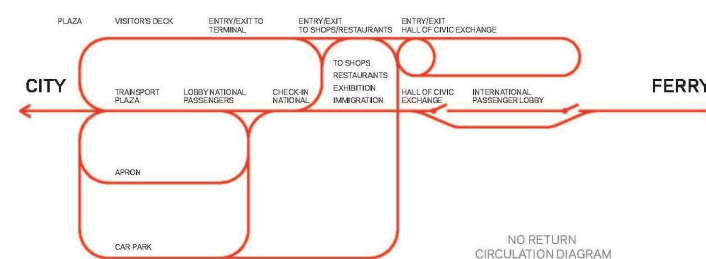 PLAZA
VISITOR'S DECK
ENTRY/EXIT TO
TERMINAL
ENTRY/EXIT
TO SHOPS/RESTAURANTS
ENTRY/EXIT
HALL OF CIVIC EXCHANGE
TO SHOPS
RESTAURANTS
EXHIBITION
IMMIGRATION
CITY
TRANSPORT
PLAZA
LOBBY NATIONAL
PASSENGERS
CHECK-IN
NATIONAL
HALL OF CIVIC
EXCHANGE
INTERNATIONAL
PASSENGER LOBBY
FERRY
APRON
CAR PARK
NO RETURN
CIRCULATION DIAGRAM